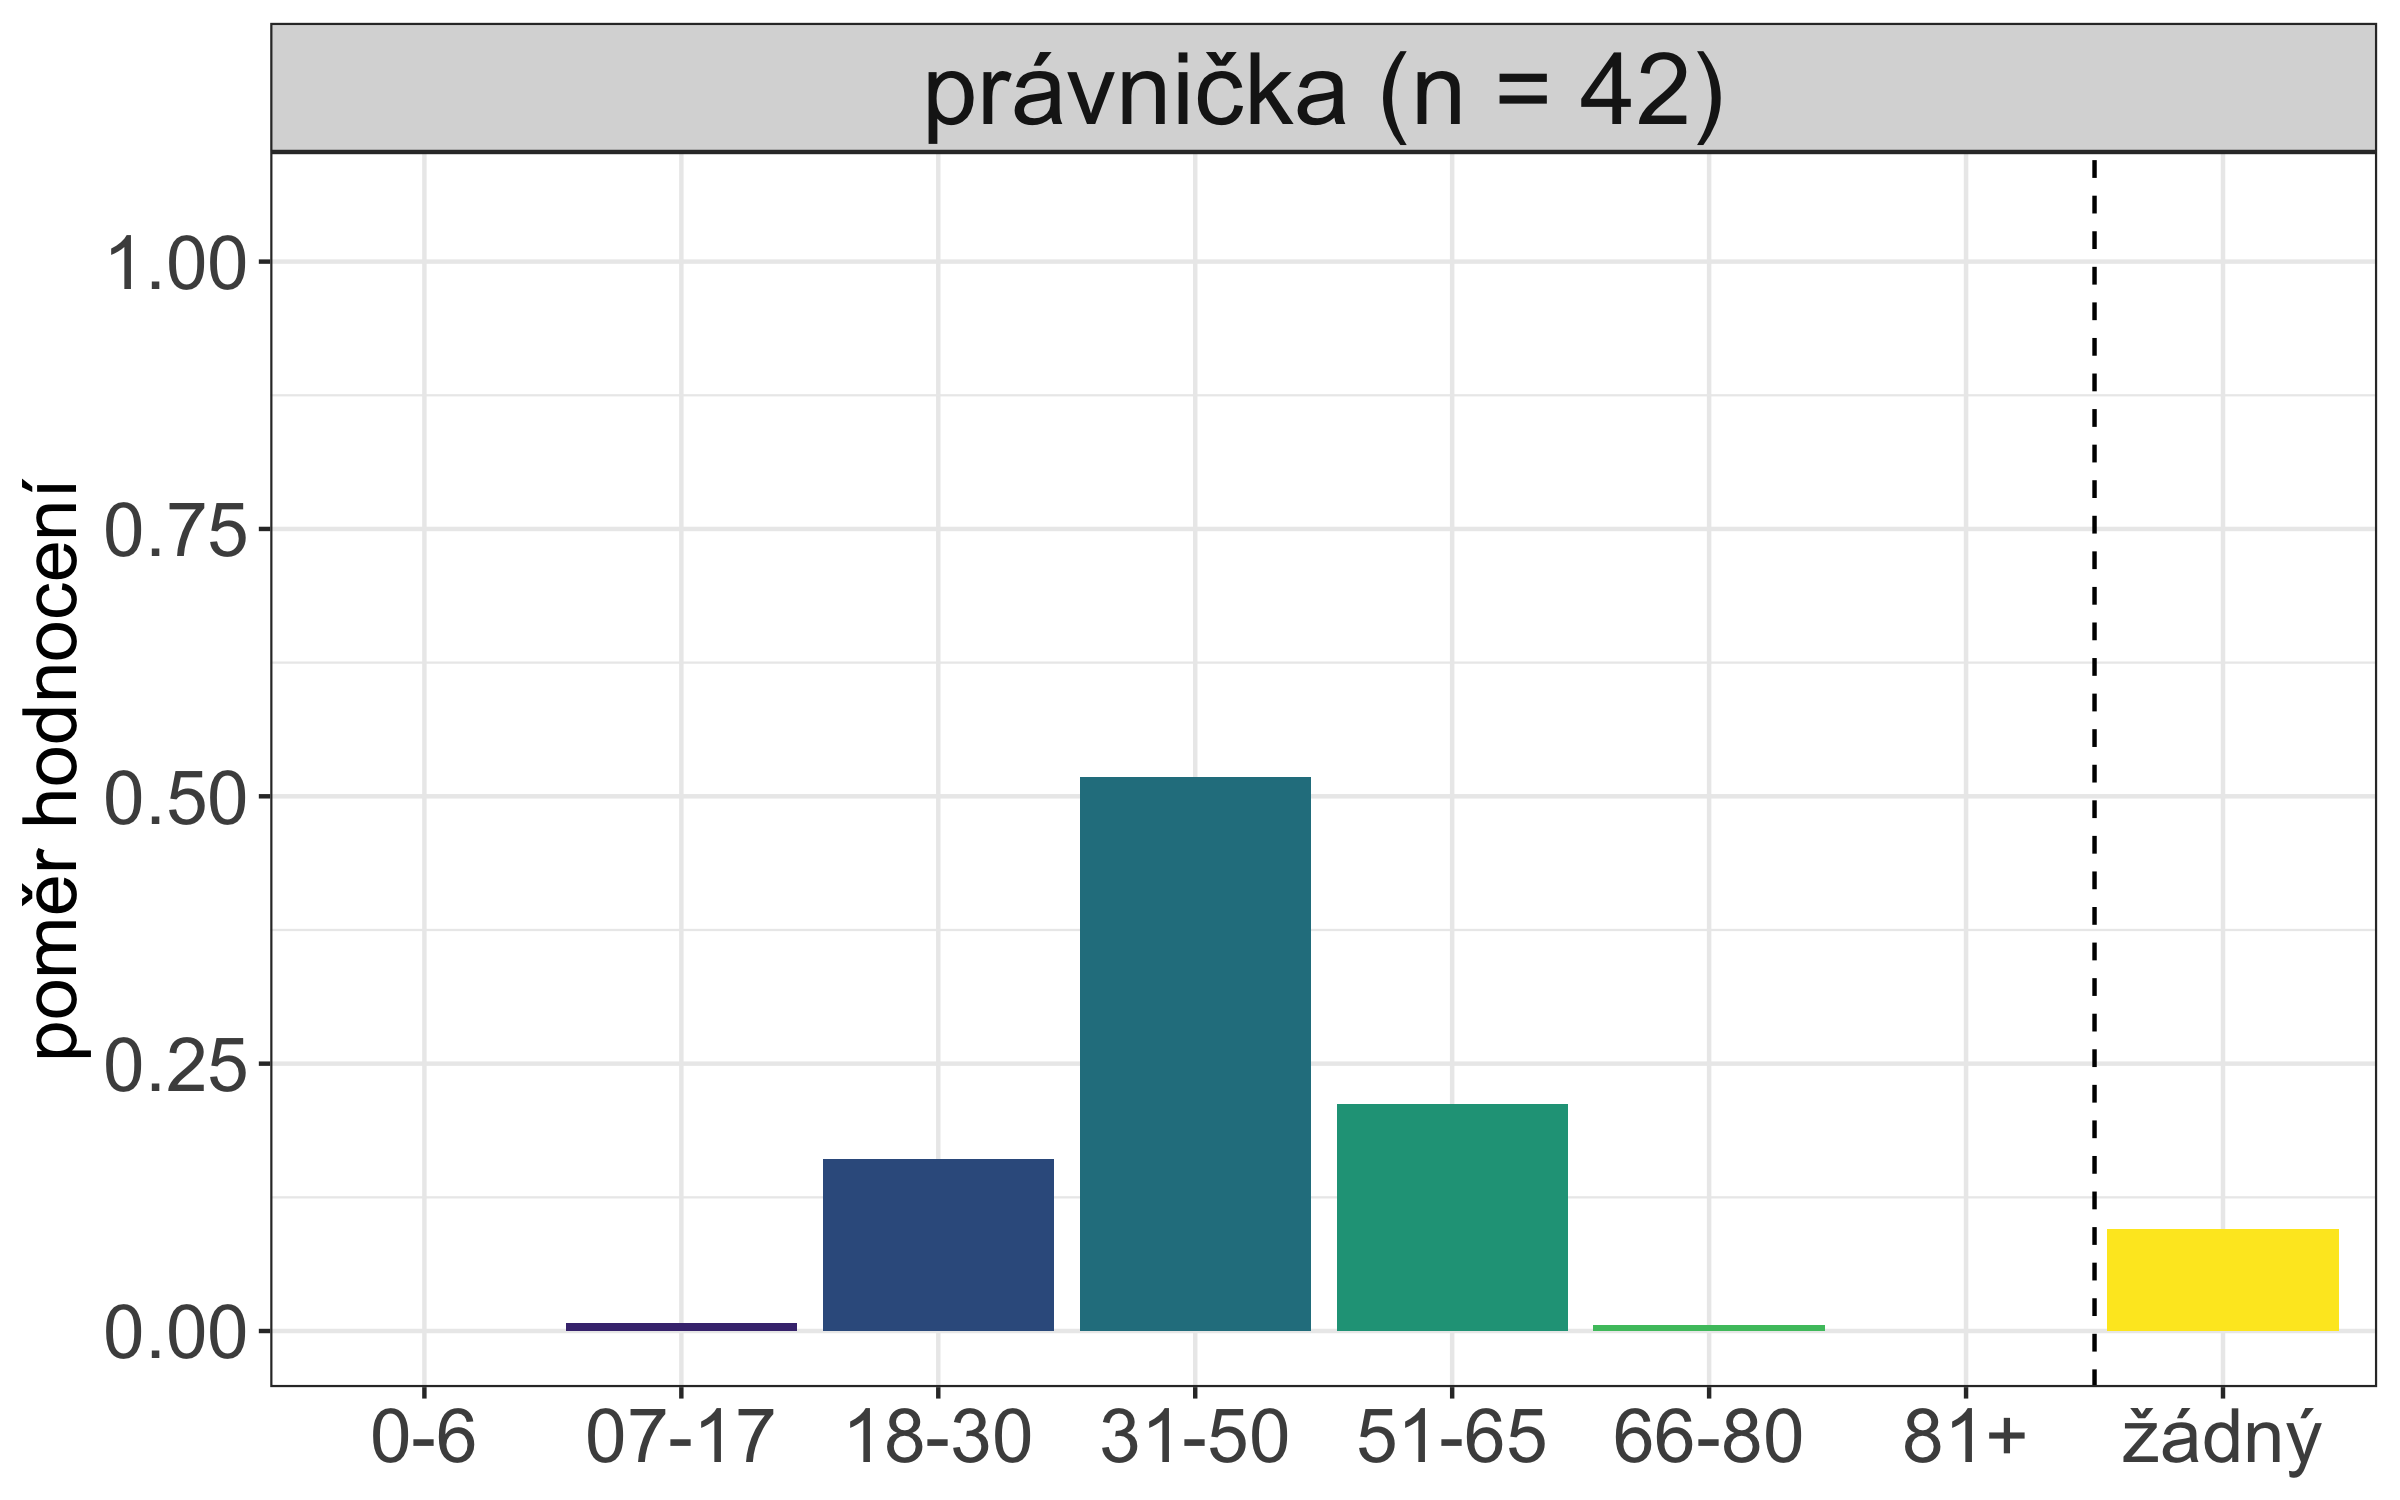 právnička (n = 42)
poměr hodnocení
1.00
0.75
0.50
0.25
0.00
0-6 07-17 18-30 31-50 51-65 66-80 81+ žádný